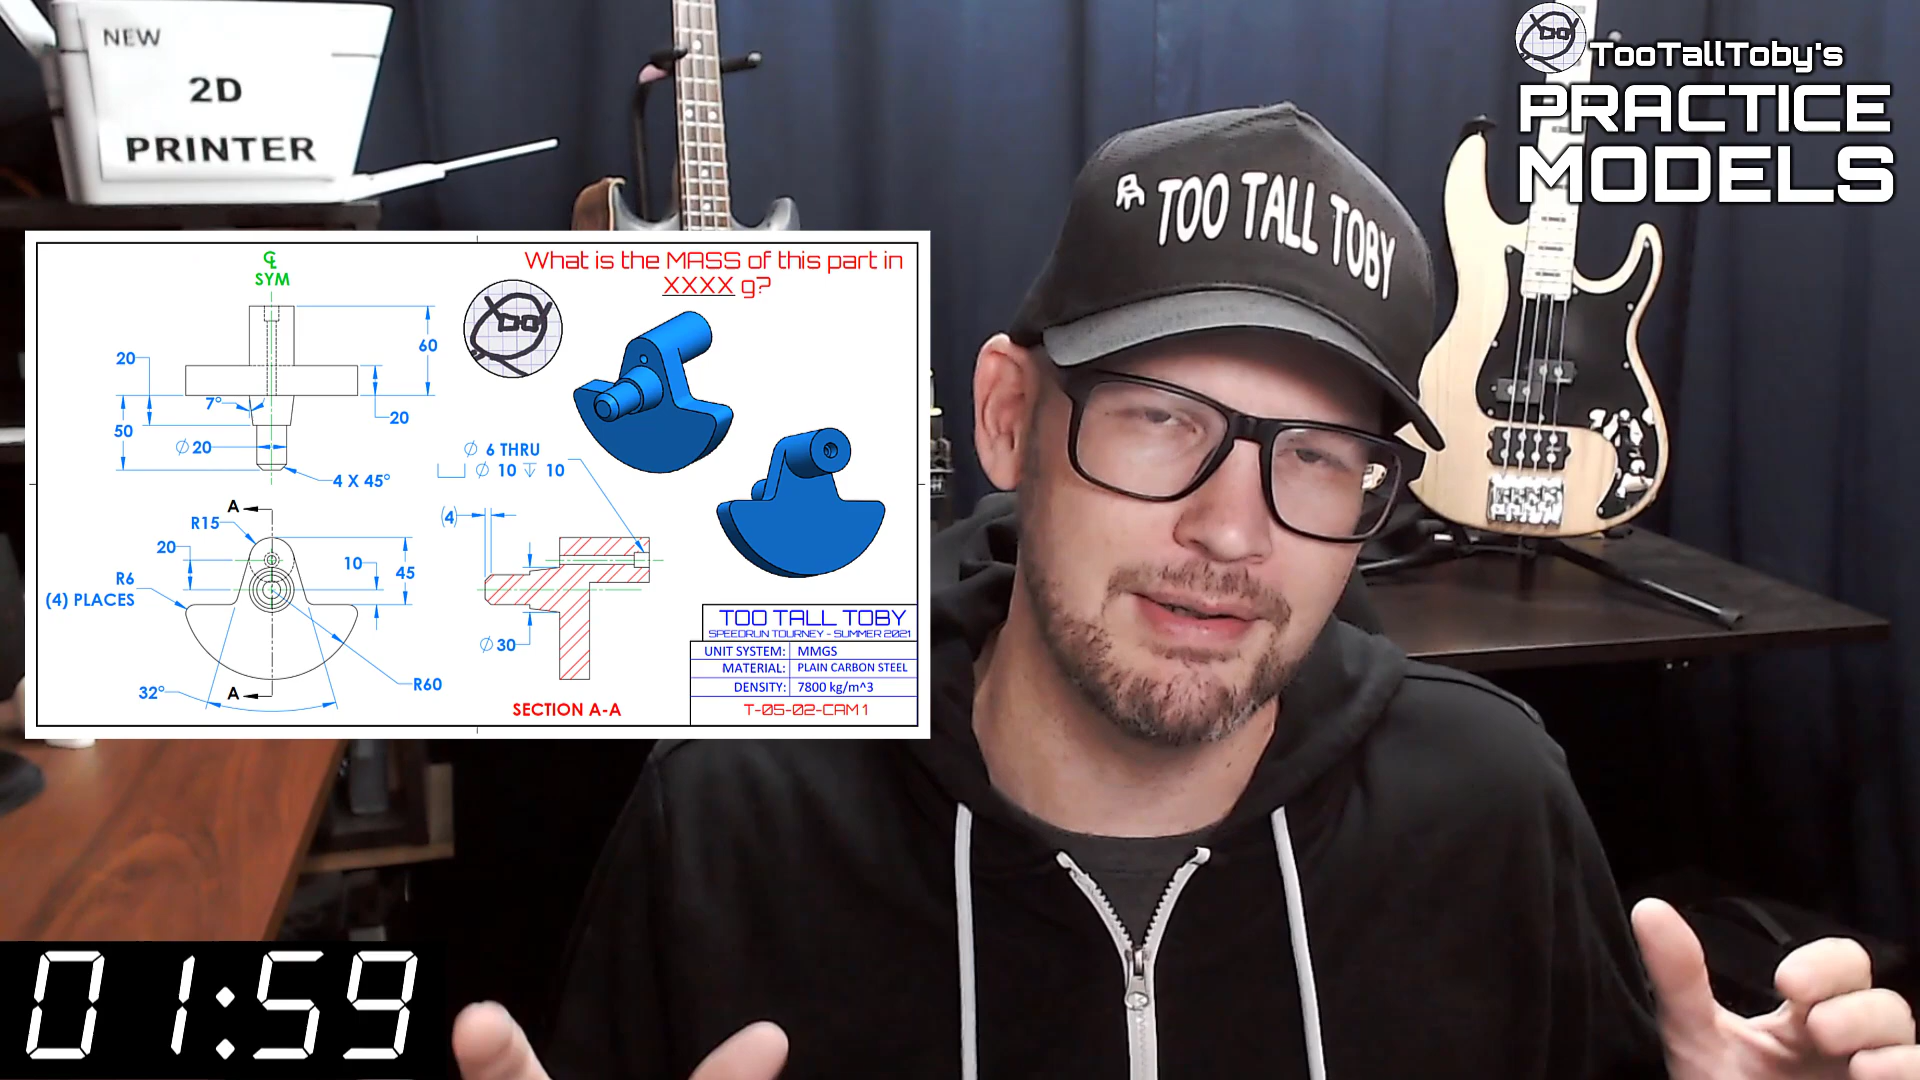 NEW
2D
PRINTER
TooTallToby's
PRACTICE
MODELS
TOO TALL TOBY
What is the MASS of this part in
XXXX g?
℄
SYM
20
60
7°
50
20
∅ 20
4 X 45°
∅ 6 THRU
⌴ ∅ 10 ↧ 10
A
R15
(4)
20
10
45
R6
(4) PLACES
∅ 30
R60
A
32°
SECTION A-A
TOO TALL TOBY
SPEEDRUN TOURNEY - SUMMER 2021
UNIT SYSTEM: MMGS
MATERIAL: PLAIN CARBON STEEL
DENSITY: 7800 kg/m^3
T-05-02-CAM 1
01:59